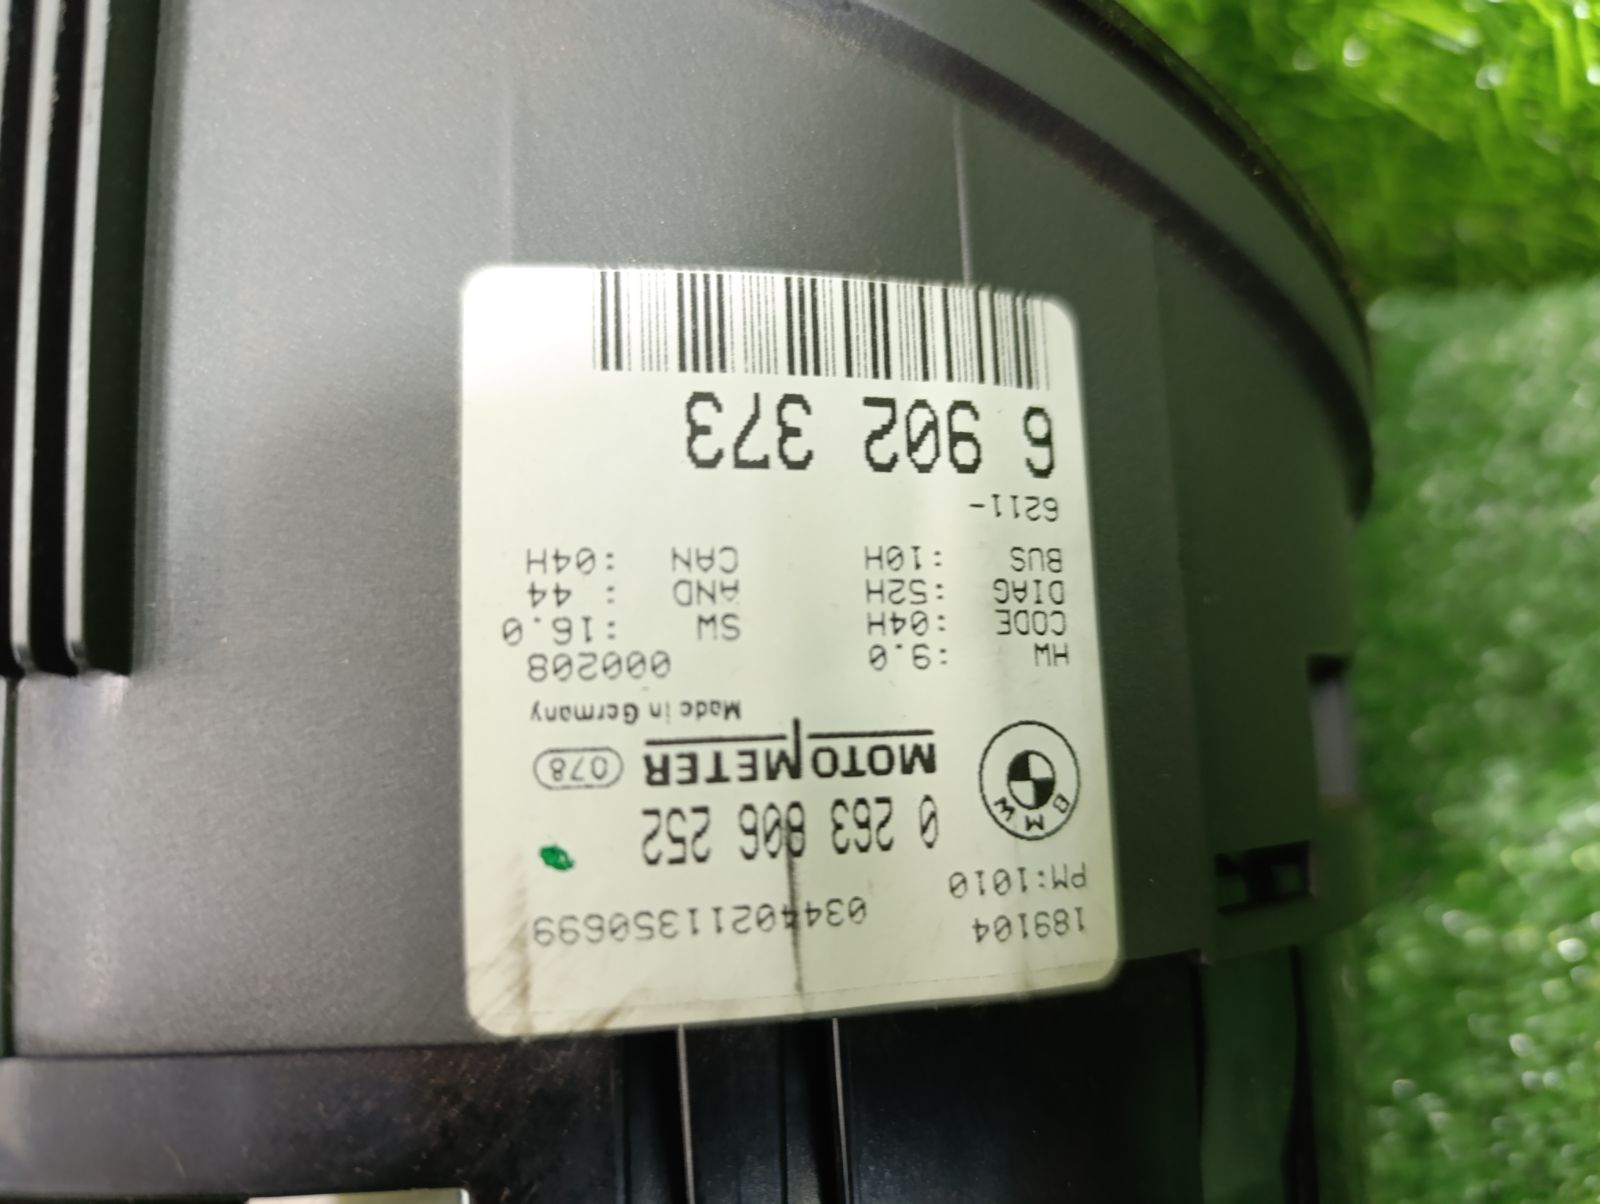 189104 03440211350699
PM:1010
0 263 806 252
BMW
MOTOMETER 078
Made in Germany
HW :9.0 000208
CODE :04H SW :16.0
DIAG :52H AND : 44
BUS :10H CAN :04H
6211-
6 902 373